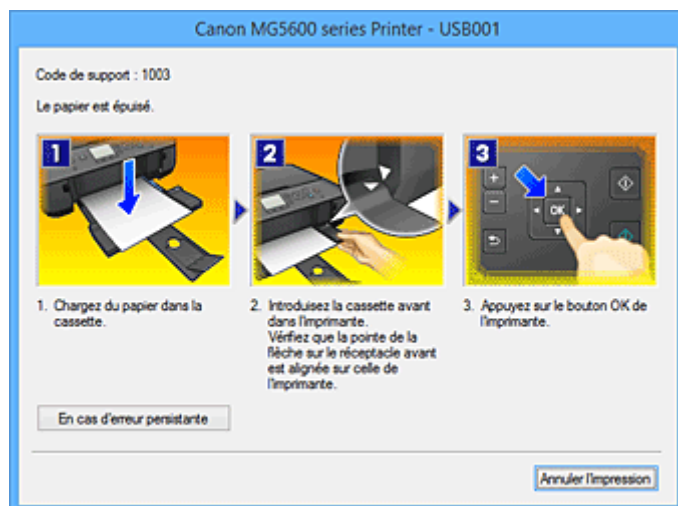 Canon MG5600 series Printer - USB001
Code de support : 1003
Le papier est épuisé.
1
2
3
OK
1. Chargez du papier dans la
cassette.
2. Introduisez la cassette avant
dans l'imprimante.
Vérifiez que la pointe de la
flèche sur le réceptacle avant
est alignée sur celle de
l'imprimante.
3. Appuyez sur le bouton OK de
l'imprimante.
En cas d'erreur persistante
Annuler l'impression